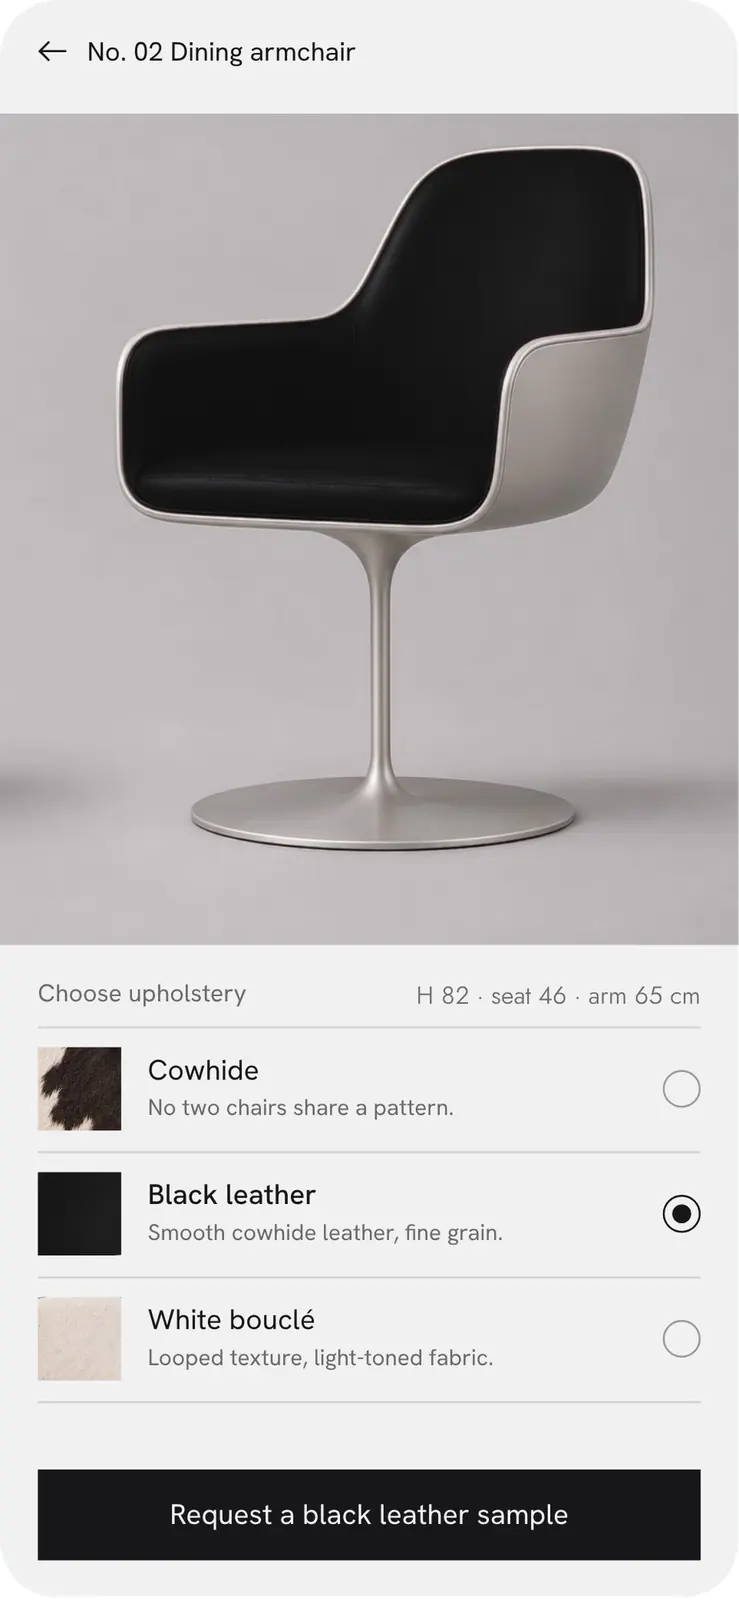 No. 02 Dining armchair
Choose upholstery
H 82 · seat 46 · arm 65 cm
Cowhide
No two chairs share a pattern.
Black leather
Smooth cowhide leather, fine grain.
White bouclé
Looped texture, light-toned fabric.
Request a black leather sample